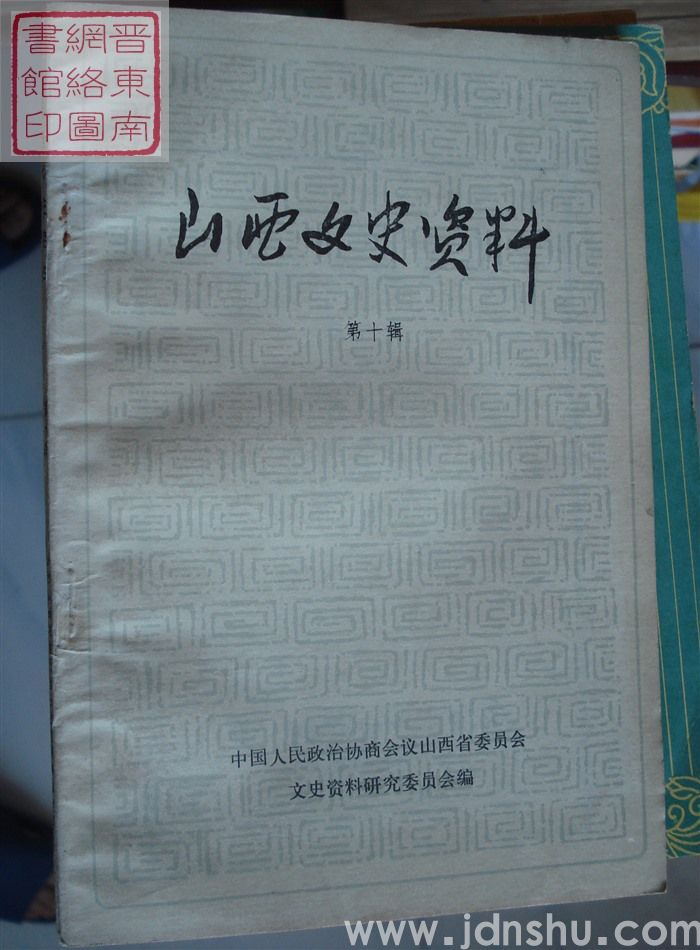 晋东南
網絡圖
書館印
山西文史资料
第十辑
中国人民政治协商会议山西省委员会
文史资料研究委员会编
www.jdnshu.com